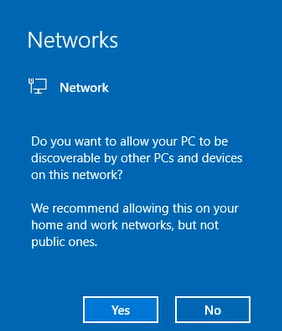 Networks
Network
Do you want to allow your PC to be
discoverable by other PCs and devices
on this network?
We recommend allowing this on your
home and work networks, but not
public ones.
Yes
No